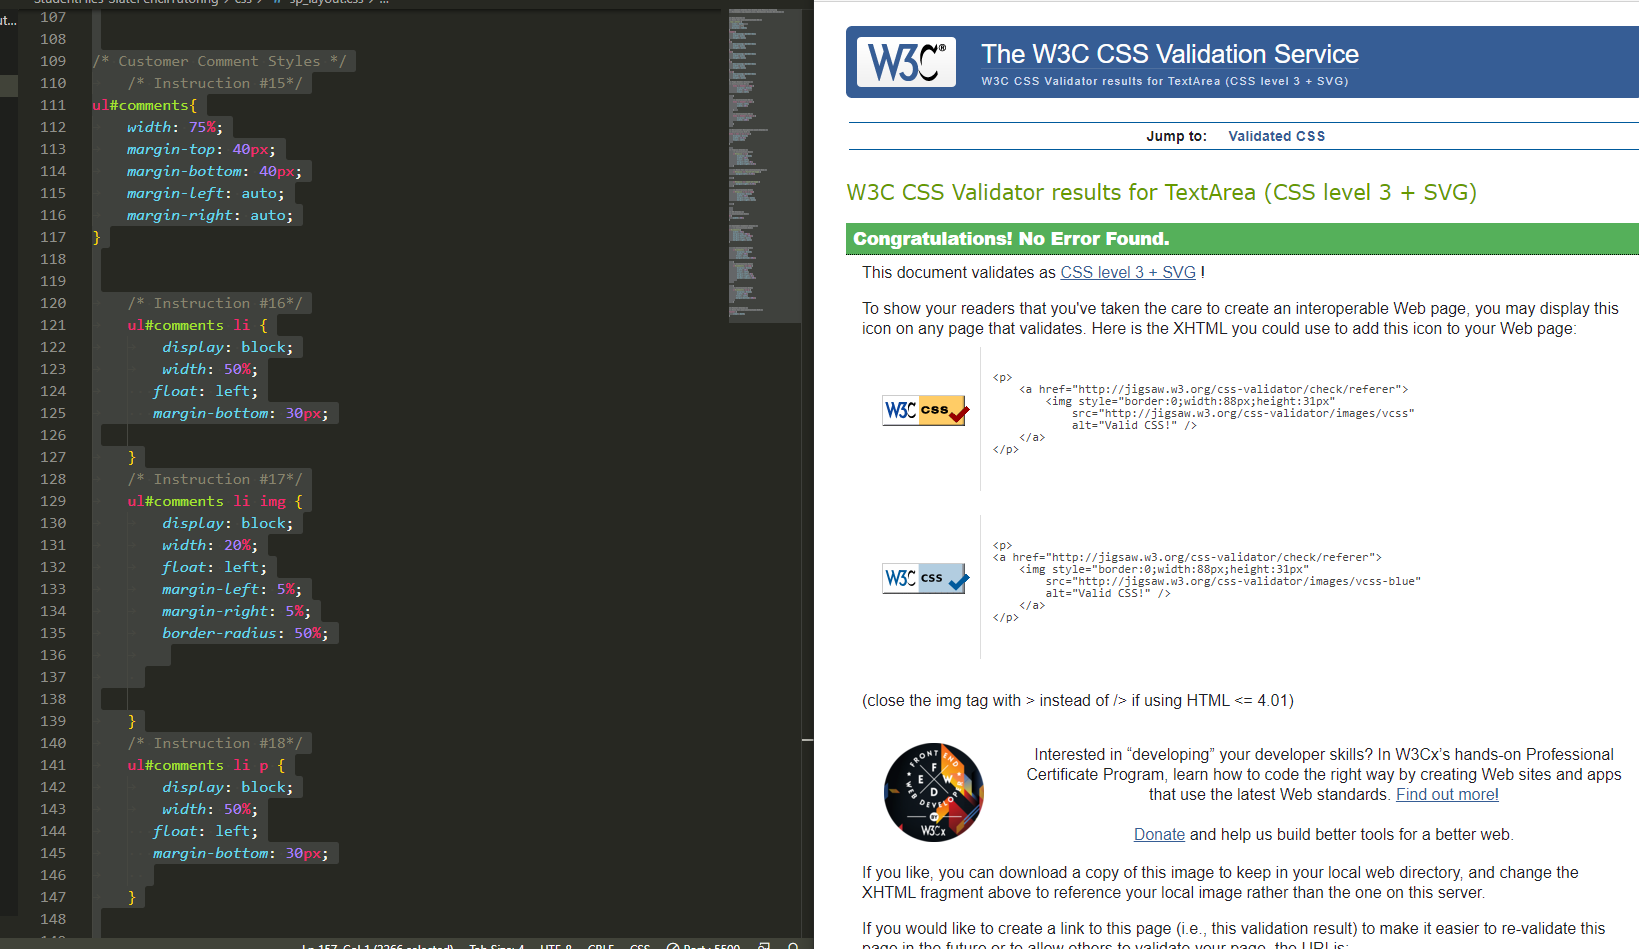 107
108
109 /* Customer Comment Styles */
110 /* Instruction #15*/
111 ul#comments{
112 width: 75%;
113 margin-top: 40px;
114 margin-bottom: 40px;
115 margin-left: auto;
116 margin-right: auto;
117 }
118
119
120 /* Instruction #16*/
121 ul#comments li {
122 display: block;
123 width: 50%;
124 float: left;
125 margin-bottom: 30px;
126
127 }
128 /* Instruction #17*/
129 ul#comments li img {
130 display: block;
131 width: 20%;
132 float: left;
133 margin-left: 5%;
134 margin-right: 5%;
135 border-radius: 50%;
136
137
138
139 }
140 /* Instruction #18*/
141 ul#comments li p {
142 display: block;
143 width: 50%;
144 float: left;
145 margin-bottom: 30px;
146
147 }
148
W3C®
The W3C CSS Validation Service
W3C CSS Validator results for TextArea (CSS level 3 + SVG)
Jump to: Validated CSS
W3C CSS Validator results for TextArea (CSS level 3 + SVG)
Congratulations! No Error Found.
This document validates as CSS level 3 + SVG !
To show your readers that you've taken the care to create an interoperable Web page, you may display this
icon on any page that validates. Here is the XHTML you could use to add this icon to your Web page:
W3C css
<p>
<a href="http://jigsaw.w3.org/css-validator/check/referer">
<img style="border:0;width:88px;height:31px"
src="http://jigsaw.w3.org/css-validator/images/vcss"
alt="Valid CSS!" />
</a>
</p>
W3C css
<p>
<a href="http://jigsaw.w3.org/css-validator/check/referer">
<img style="border:0;width:88px;height:31px"
src="http://jigsaw.w3.org/css-validator/images/vcss-blue"
alt="Valid CSS!" />
</a>
</p>
(close the img tag with > instead of /> if using HTML <= 4.01)
FRONT END
F E W D
WEB DEVELOPER
BY
W3Cx
Interested in “developing” your developer skills? In W3Cx’s hands-on Professional
Certificate Program, learn how to code the right way by creating Web sites and apps
that use the latest Web standards. Find out more!
Donate and help us build better tools for a better web.
If you like, you can download a copy of this image to keep in your local web directory, and change the
XHTML fragment above to reference your local image rather than the one on this server.
If you would like to create a link to this page (i.e., this validation result) to make it easier to re-validate this
page in the future or to allow others to validate your page, the URI is: